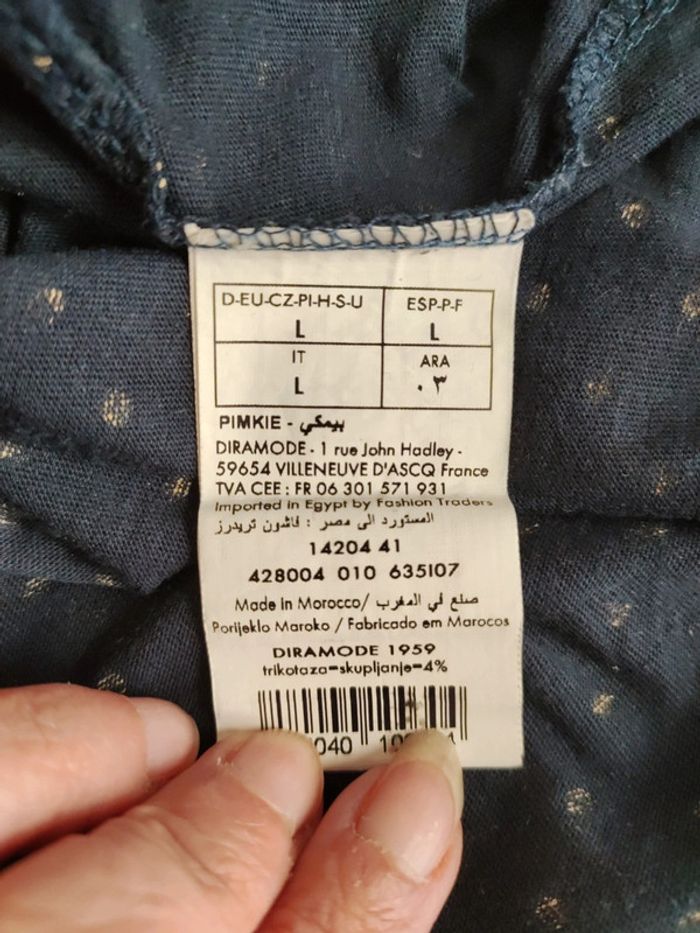 D-EU-CZ-PI-H-S-U ESP-P-F
L L
IT ARA
L ٠٣
PIMKIE - بيمكي
DIRAMODE - 1 rue John Hadley -
59654 VILLENEUVE D'ASCQ France
TVA CEE : FR 06 301 571 931
Imported in Egypt by Fashion Traders
المستورد الى مصر : فاشون تريدرز
14204 41
428004 010 635107
Made in Morocco/ صنع في المغرب
Porijeklo Maroko / Fabricado em Marocos
DIRAMODE 1959
trikotaza=skupljanje=4%
040